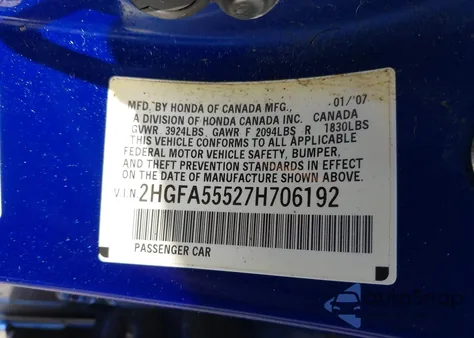 MFD. BY HONDA OF CANADA MFG., 01/'07
A DIVISION OF HONDA CANADA INC. CANADA
GVWR 3924LBS GAWR F 2094LBS R 1830LBS
THIS VEHICLE CONFORMS TO ALL APPLICABLE
FEDERAL MOTOR VEHICLE SAFETY, BUMPER,
AND THEFT PREVENTION STANDARDS IN EFFECT
ON THE DATE OF MANUFACTURE SHOWN ABOVE.
V.I.N. 2HGFA55527H706192
PASSENGER CAR